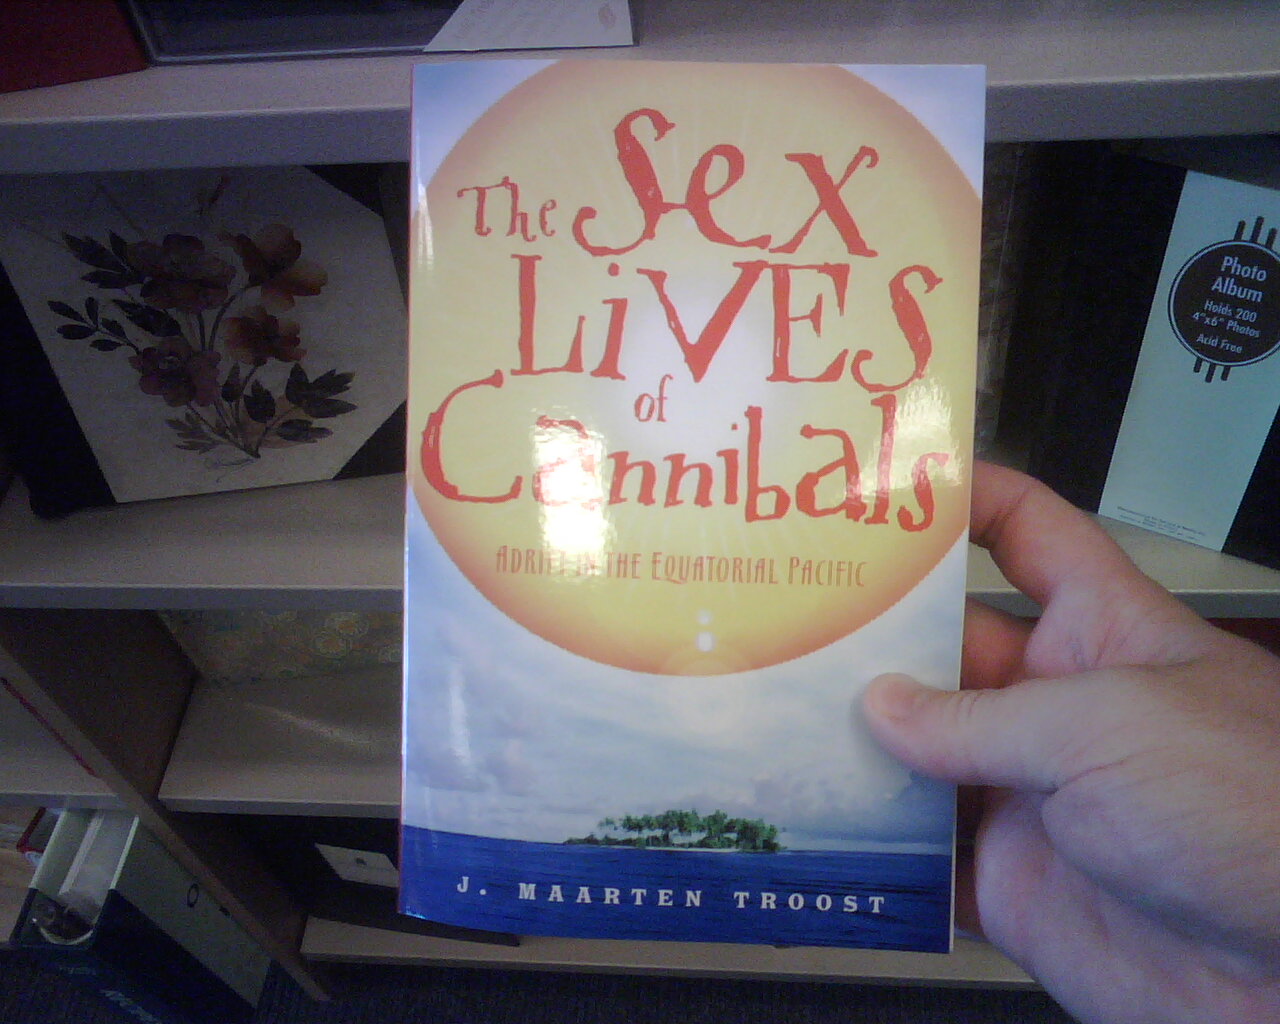 The Sex
LiVES
of
Cannibals
ADRIFT IN THE EQUATORIAL PACIFIC
J. MAARTEN TROOST
Photo
Album
Holds 200
4"x6" Photos
Acid Free